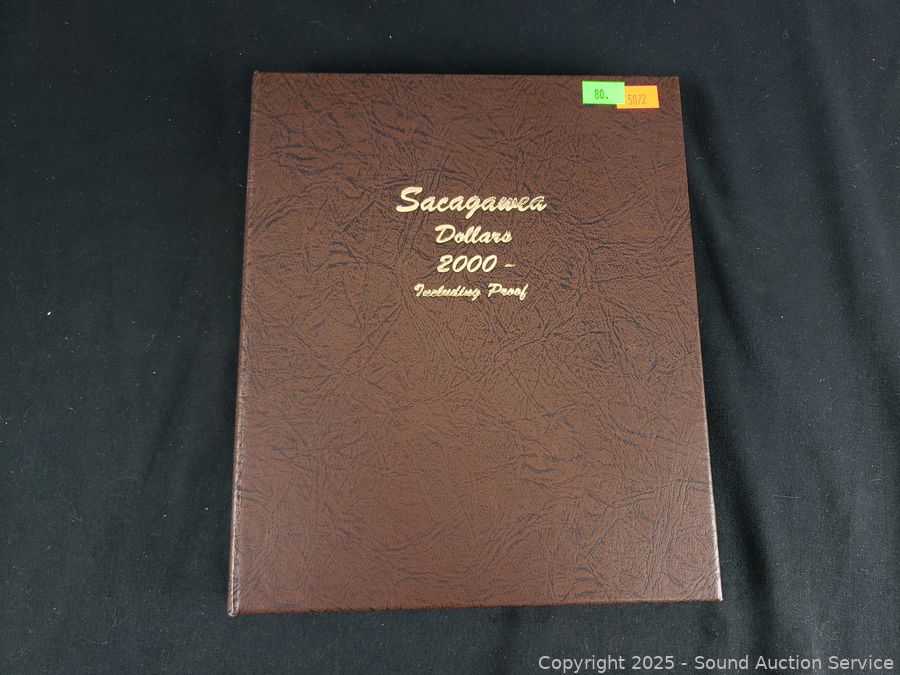 80.
5072
Sacagawea
Dollars
2000 -
Including Proof
Copyright 2025 - Sound Auction Service